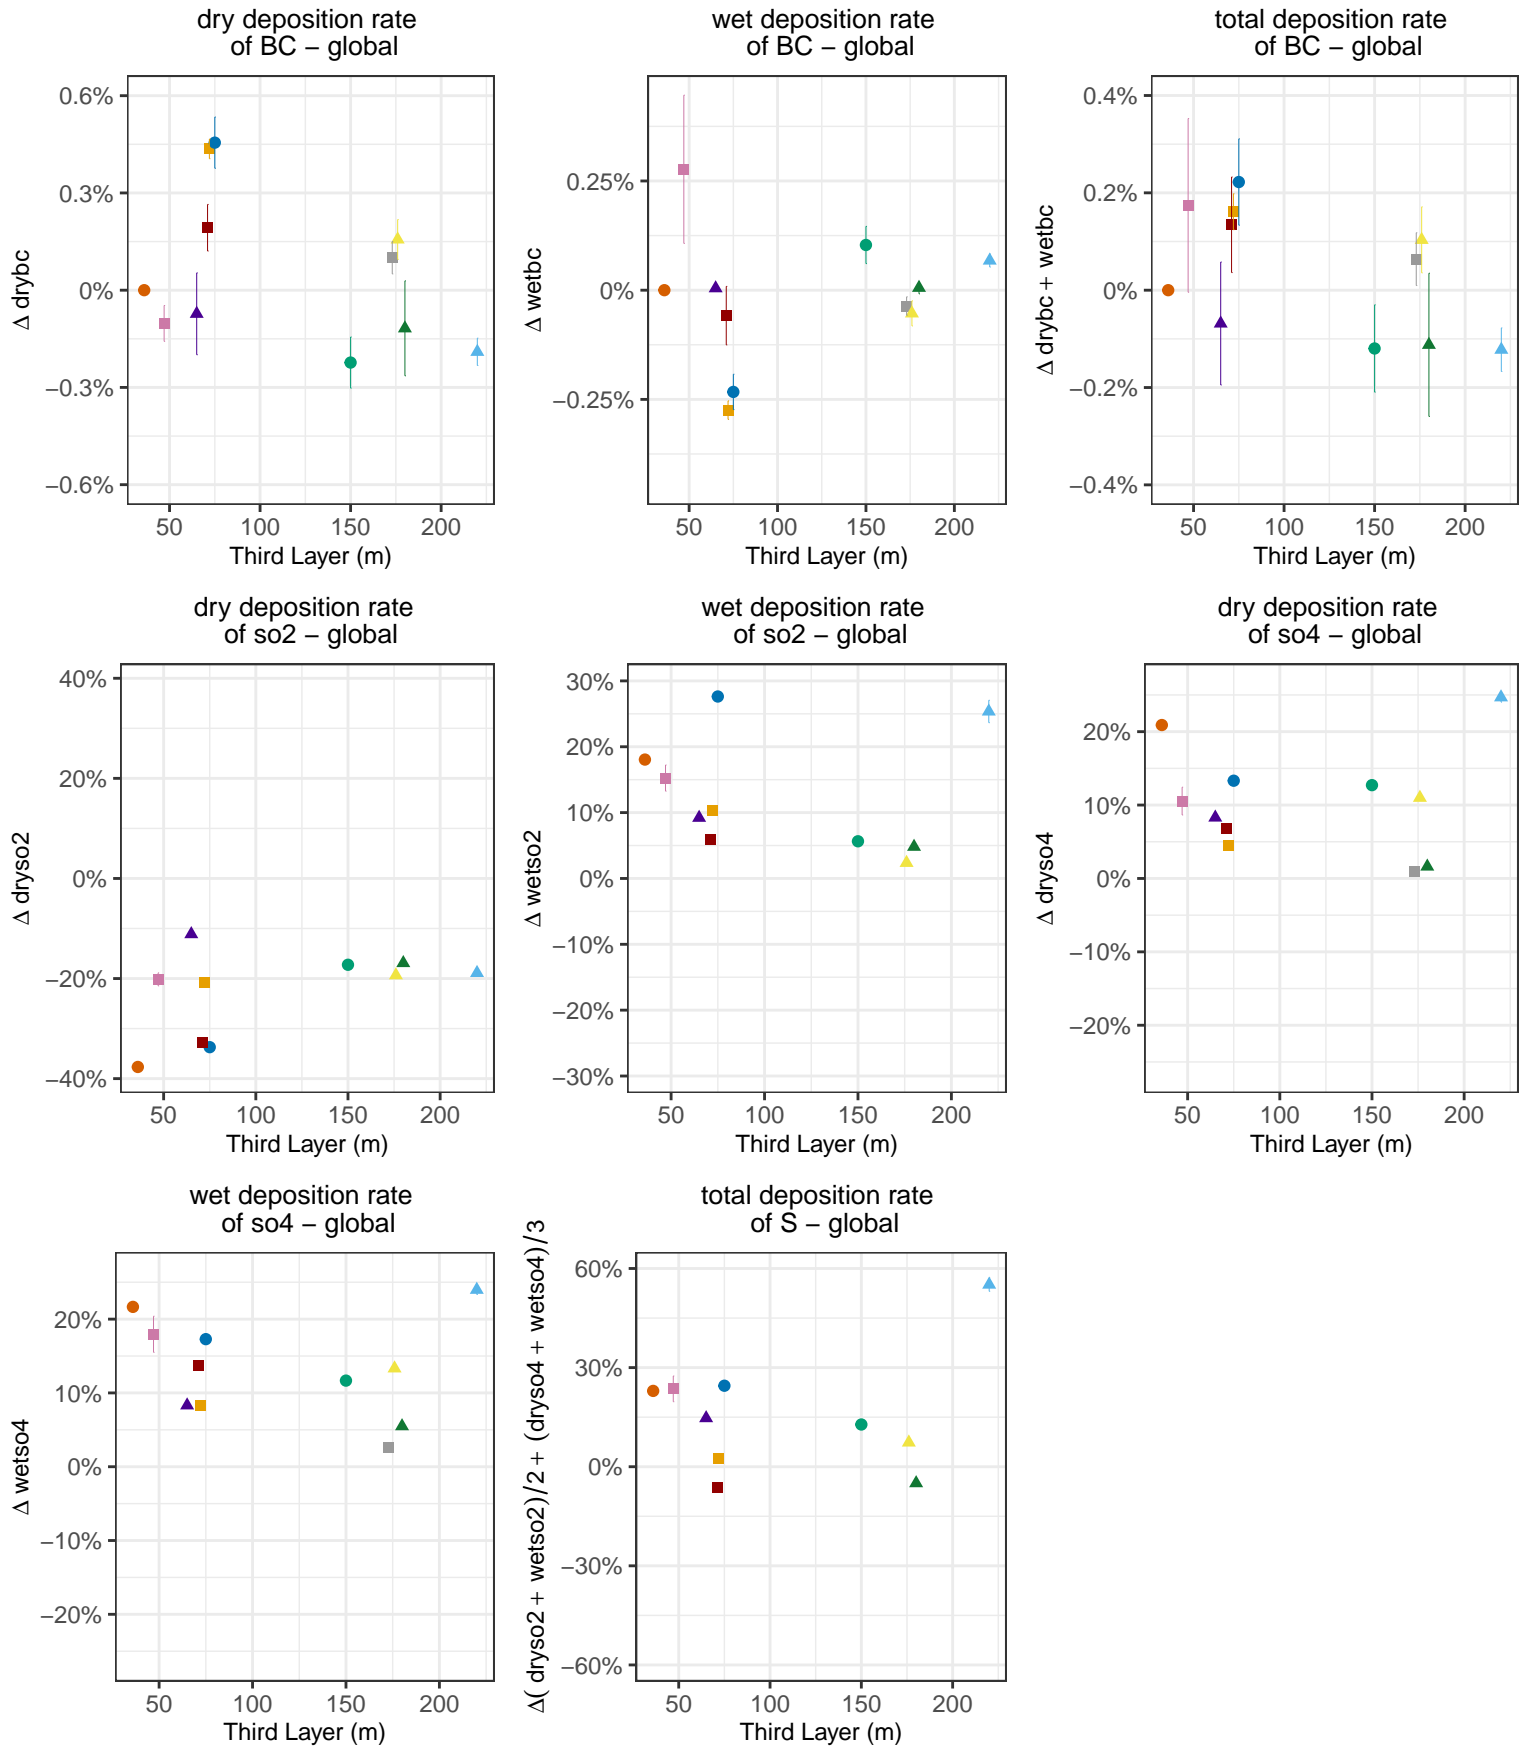 dry deposition rate
of BC − global
0.6%
0.3%
0%
−0.3%
−0.6%
Δ drybc
50 100 150 200
Third Layer (m)
wet deposition rate
of BC − global
0.25%
0%
−0.25%
Δ wetbc
50 100 150 200
Third Layer (m)
total deposition rate
of BC − global
0.4%
0.2%
0%
−0.2%
−0.4%
Δ drybc + wetbc
50 100 150 200
Third Layer (m)
dry deposition rate
of so2 − global
40%
20%
0%
−20%
−40%
Δ dryso2
50 100 150 200
Third Layer (m)
wet deposition rate
of so2 − global
30%
20%
10%
0%
−10%
−20%
−30%
Δ wetso2
50 100 150 200
Third Layer (m)
dry deposition rate
of so4 − global
20%
10%
0%
−10%
−20%
Δ dryso4
50 100 150 200
Third Layer (m)
wet deposition rate
of so4 − global
20%
10%
0%
−10%
−20%
Δ wetso4
50 100 150 200
Third Layer (m)
total deposition rate
of S − global
60%
30%
0%
−30%
−60%
Δ( dryso2 + wetso2)/2 + (dryso4 + wetso4)/3
50 100 150 200
Third Layer (m)